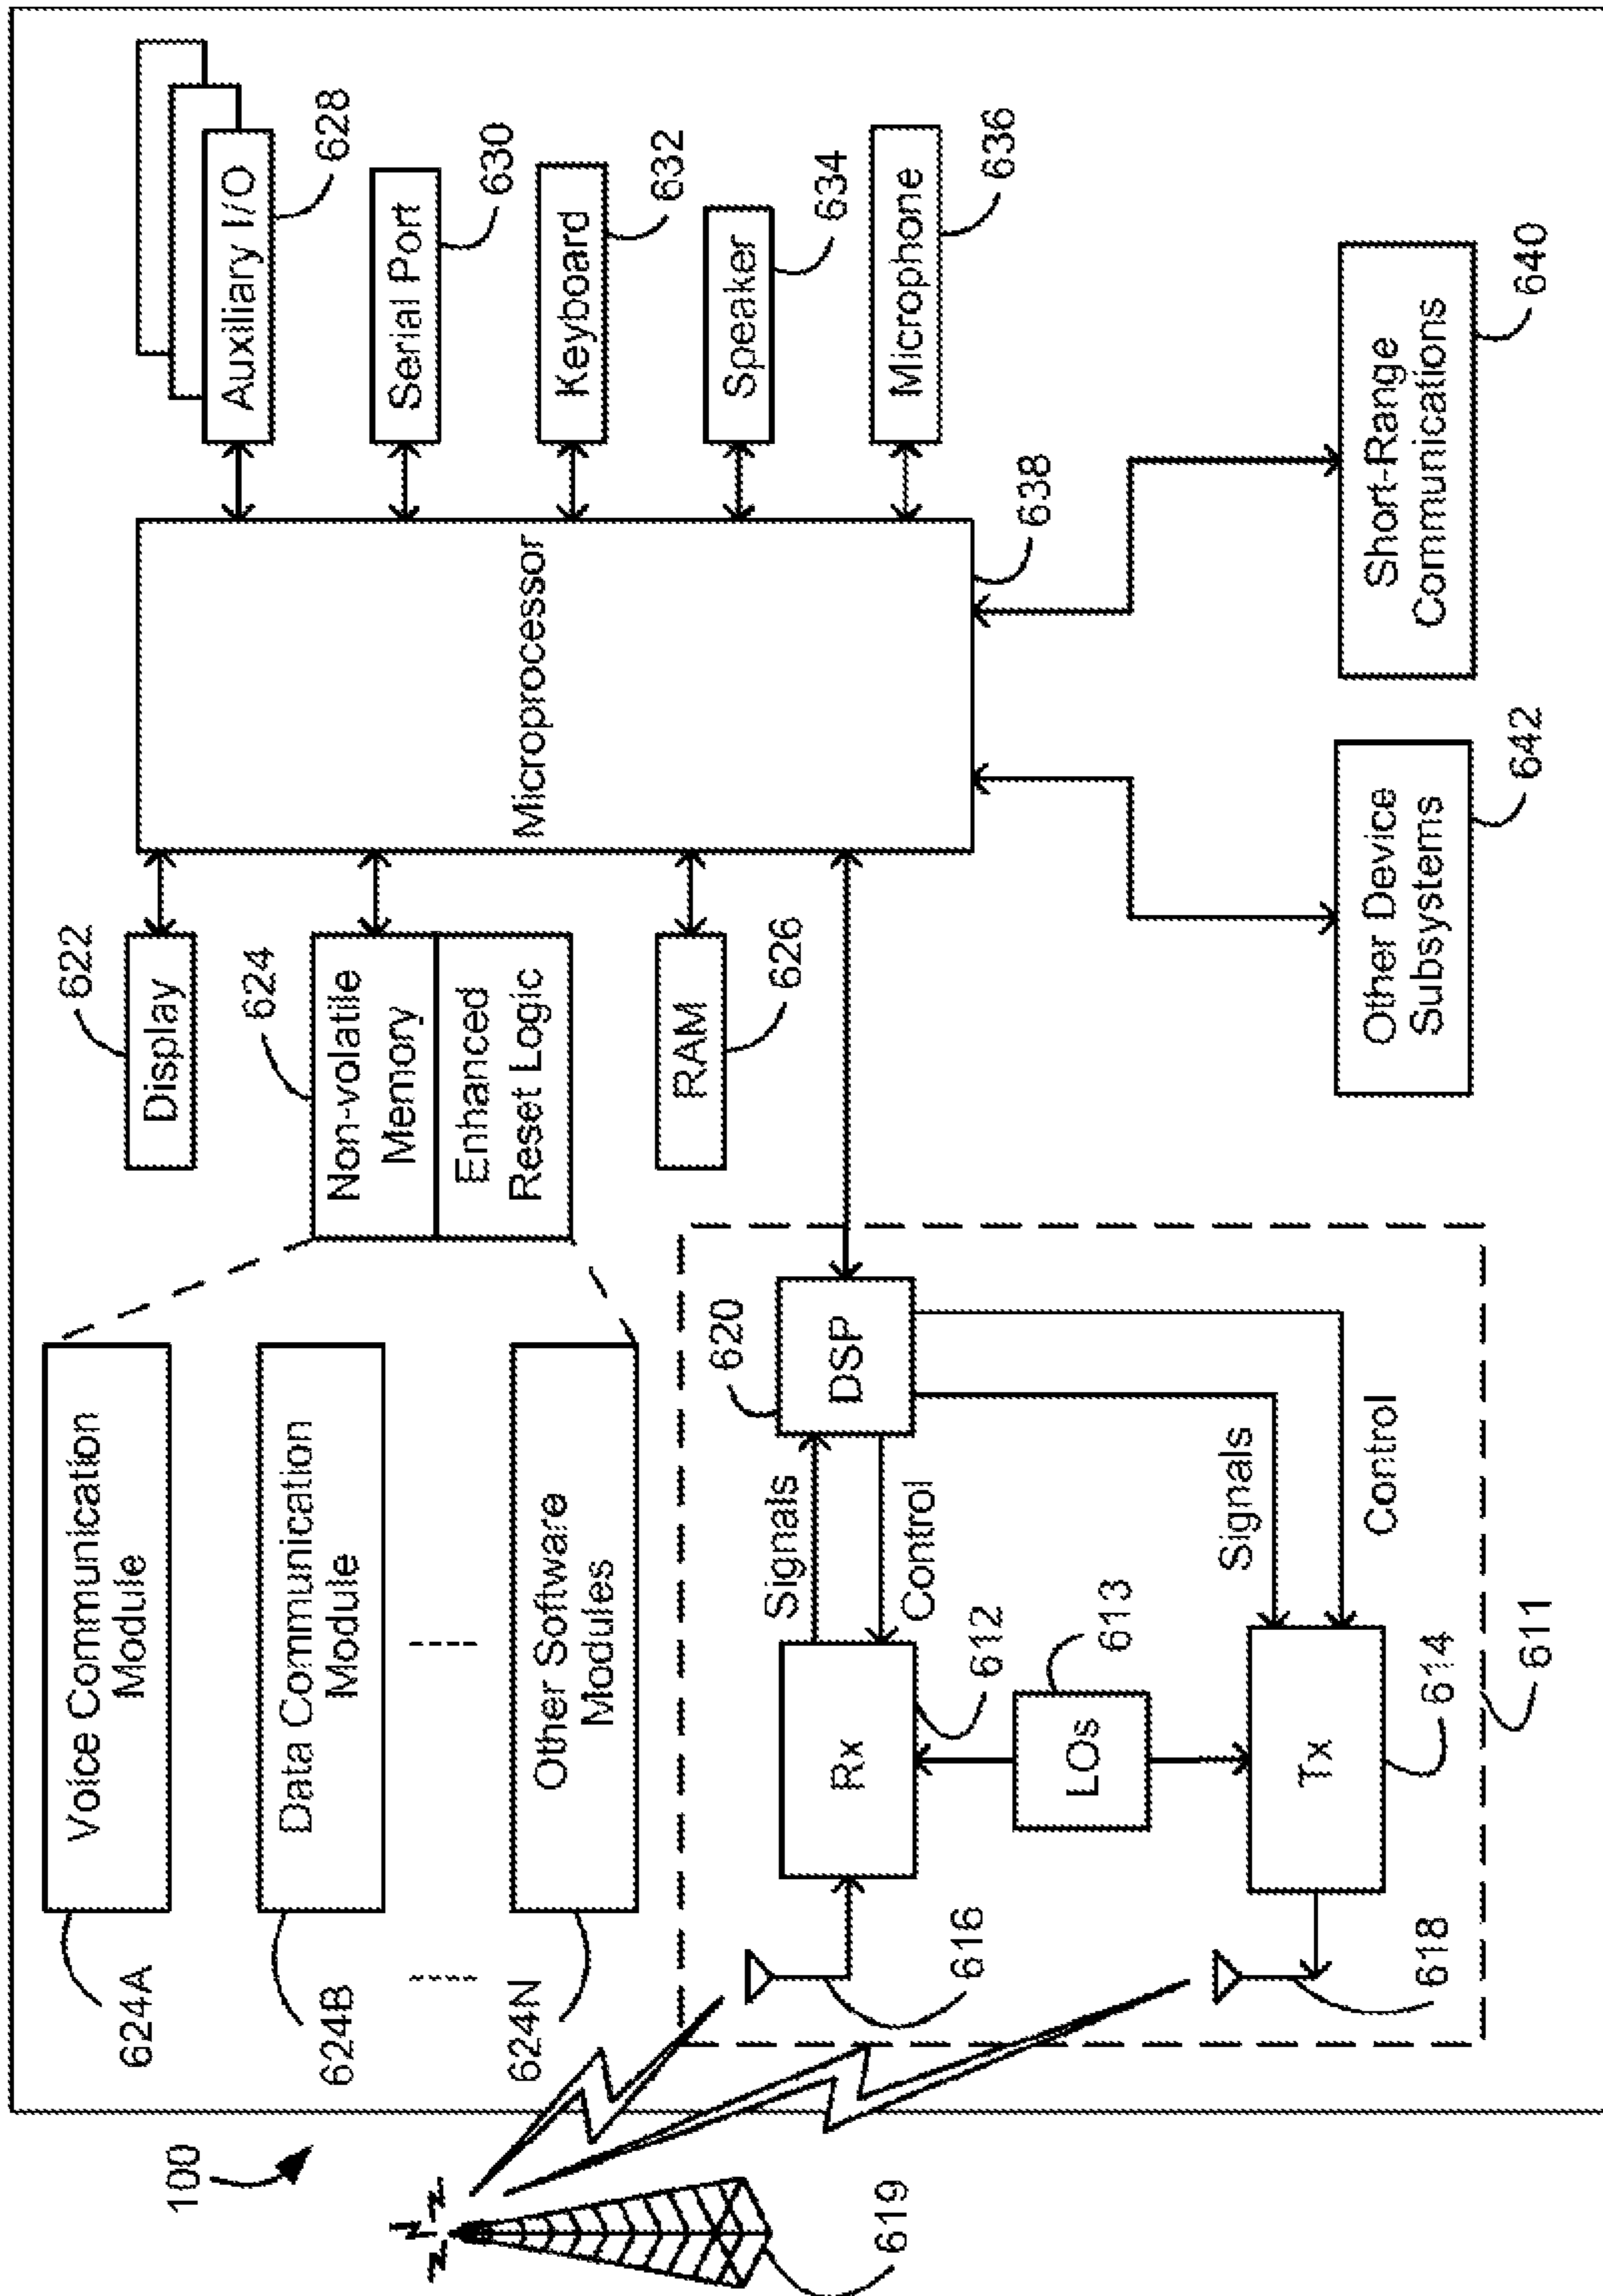 100
619
624A
Voice Communication
Module
624B
Data Communication
Module
624N
Other Software
Modules
622
Display
624
Non-volatile
Memory
Enhanced
Reset Logic
RAM
626
Microprocessor
638
Auxiliary I/O
628
Serial Port
630
Keyboard
632
Speaker
634
Microphone
636
Short-Range
Communications
640
Other Device
Subsystems
642
620
DSP
Signals
Control
Rx
612
616
613
LOs
Signals
Control
Tx
614
618
611